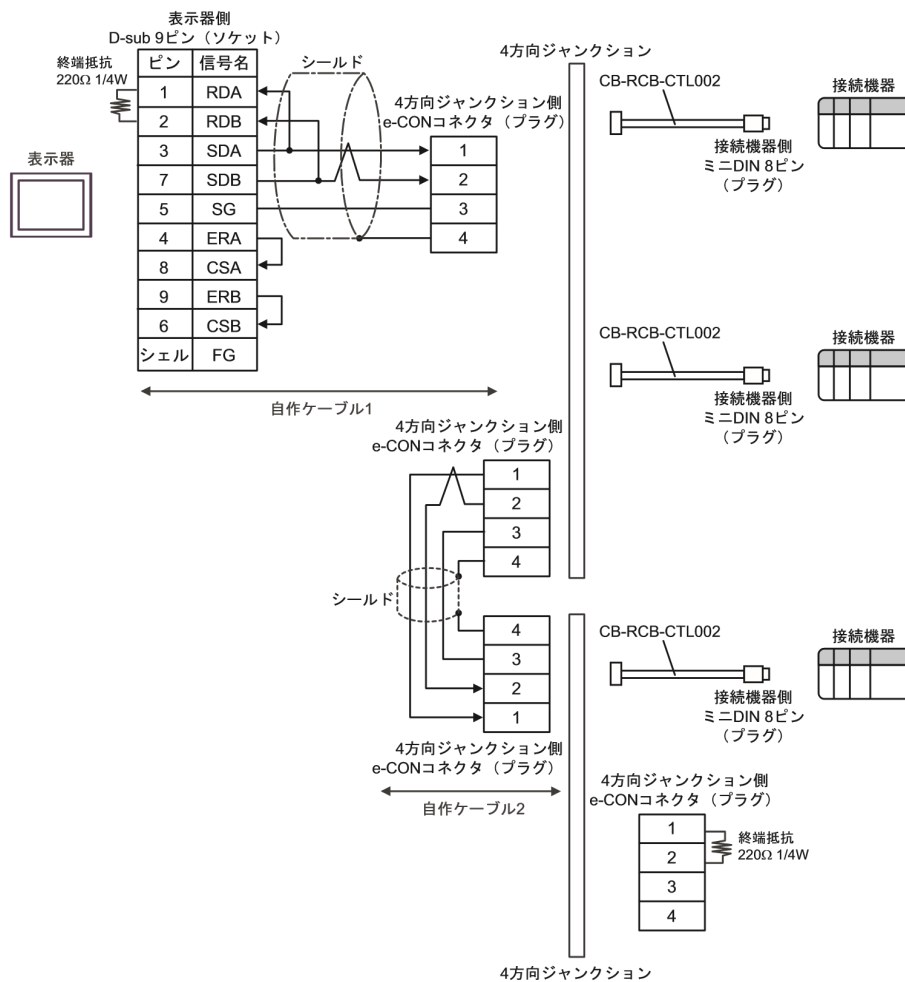 表示器側
D-sub 9ピン（ソケット）
終端抵抗
220Ω 1/4W
ピン 信号名
1 RDA
2 RDB
3 SDA
7 SDB
5 SG
4 ERA
8 CSA
9 ERB
6 CSB
シェル FG
表示器
シールド
4方向ジャンクション側
e-CONコネクタ（プラグ）
1
2
3
4
自作ケーブル1
4方向ジャンクション
CB-RCB-CTL002
接続機器側
ミニDIN 8ピン
（プラグ）
接続機器
CB-RCB-CTL002
接続機器側
ミニDIN 8ピン
（プラグ）
接続機器
4方向ジャンクション側
e-CONコネクタ（プラグ）
1
2
3
4
シールド
4
3
2
1
4方向ジャンクション側
e-CONコネクタ（プラグ）
自作ケーブル2
CB-RCB-CTL002
接続機器側
ミニDIN 8ピン
（プラグ）
接続機器
4方向ジャンクション側
e-CONコネクタ（プラグ）
1
2
3
4
終端抵抗
220Ω 1/4W
4方向ジャンクション